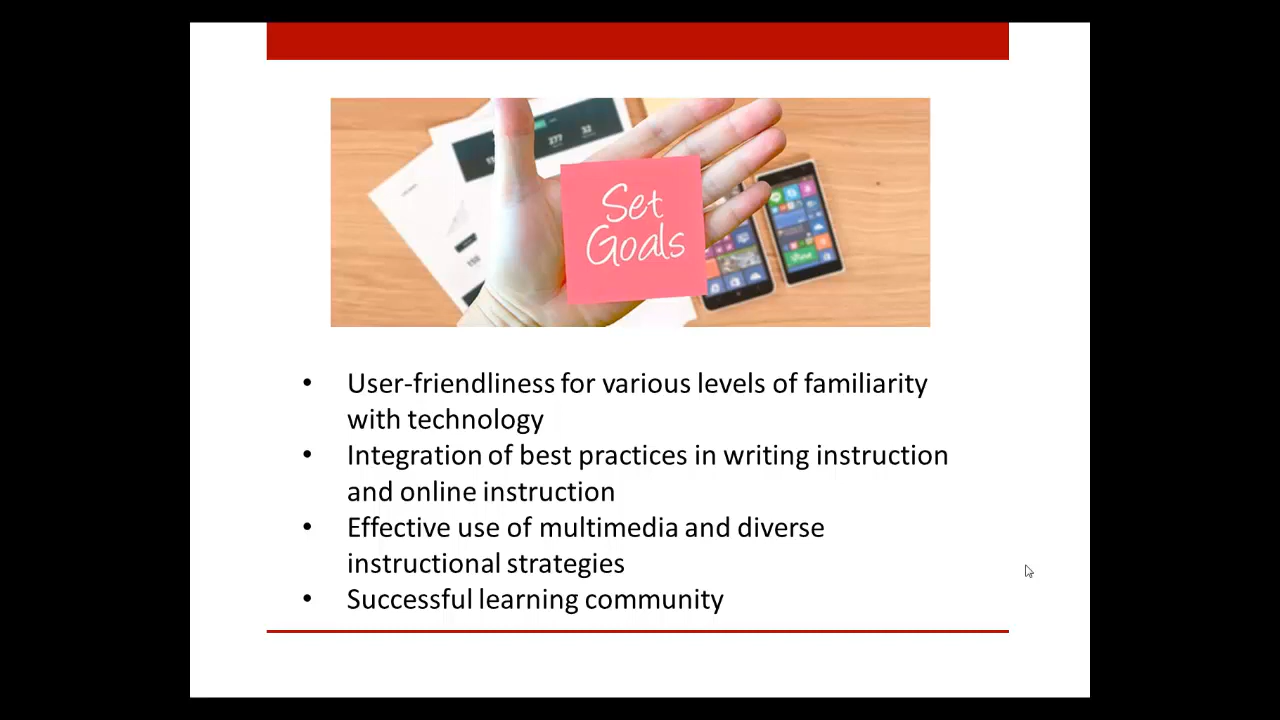 Set
Goals
• User-friendliness for various levels of familiarity
with technology
• Integration of best practices in writing instruction
and online instruction
• Effective use of multimedia and diverse
instructional strategies
• Successful learning community